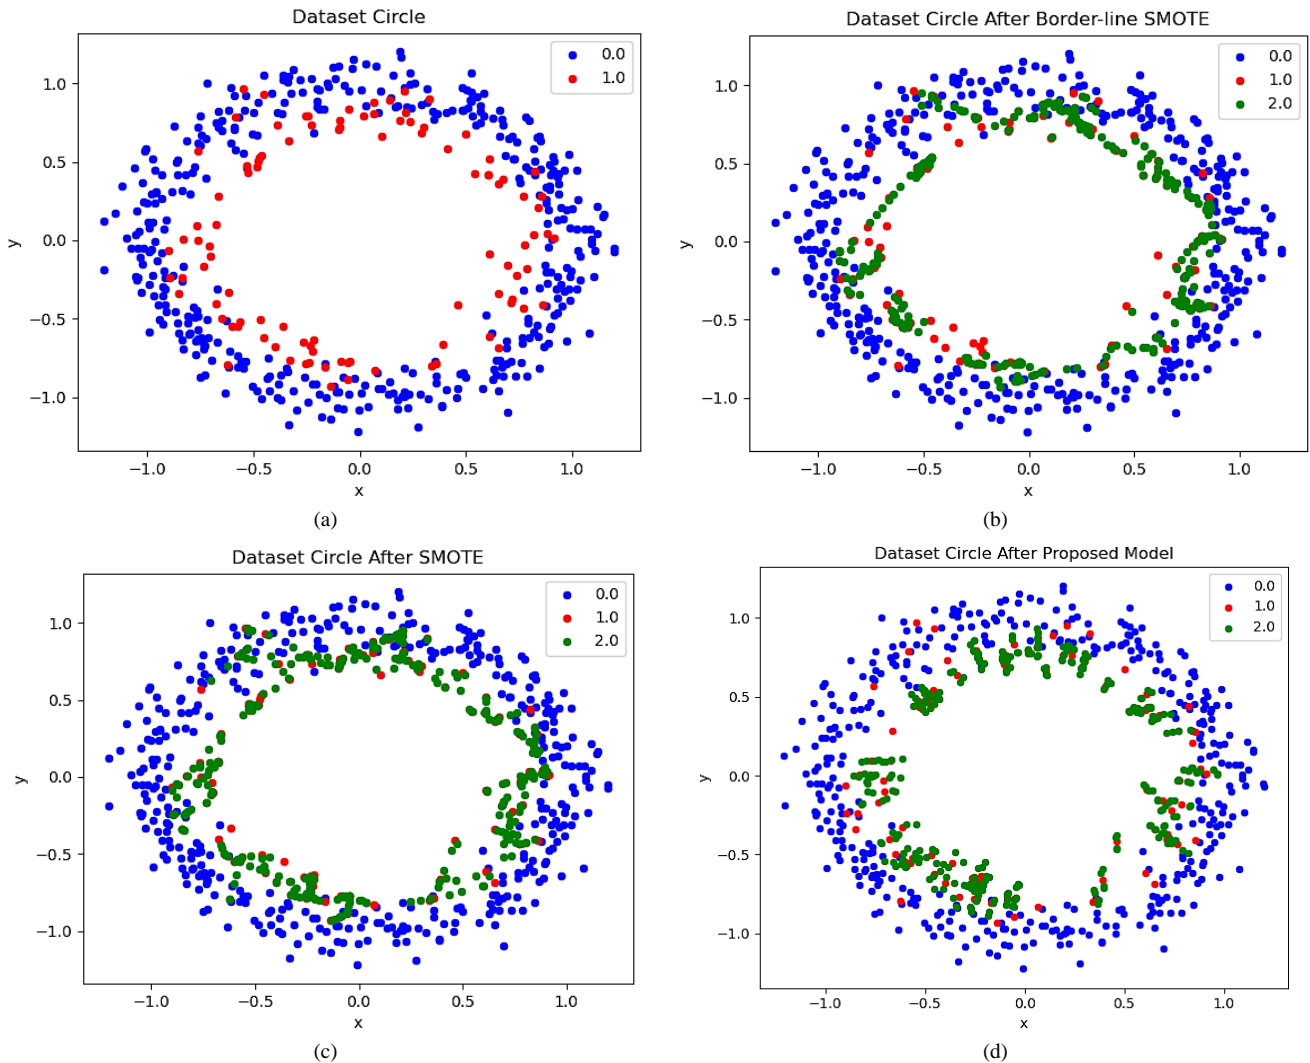 Dataset Circle
0.0
1.0
1.0
0.5
0.0
−0.5
−1.0
y
−1.0 −0.5 0.0 0.5 1.0
x
(a)
Dataset Circle After Border-line SMOTE
0.0
1.0
2.0
1.0
0.5
0.0
−0.5
−1.0
y
−1.0 −0.5 0.0 0.5 1.0
x
(b)
Dataset Circle After SMOTE
0.0
1.0
2.0
1.0
0.5
0.0
−0.5
−1.0
y
−1.0 −0.5 0.0 0.5 1.0
x
(c)
Dataset Circle After Proposed Model
0.0
1.0
2.0
1.0
0.5
0.0
−0.5
−1.0
y
−1.0 −0.5 0.0 0.5 1.0
x
(d)